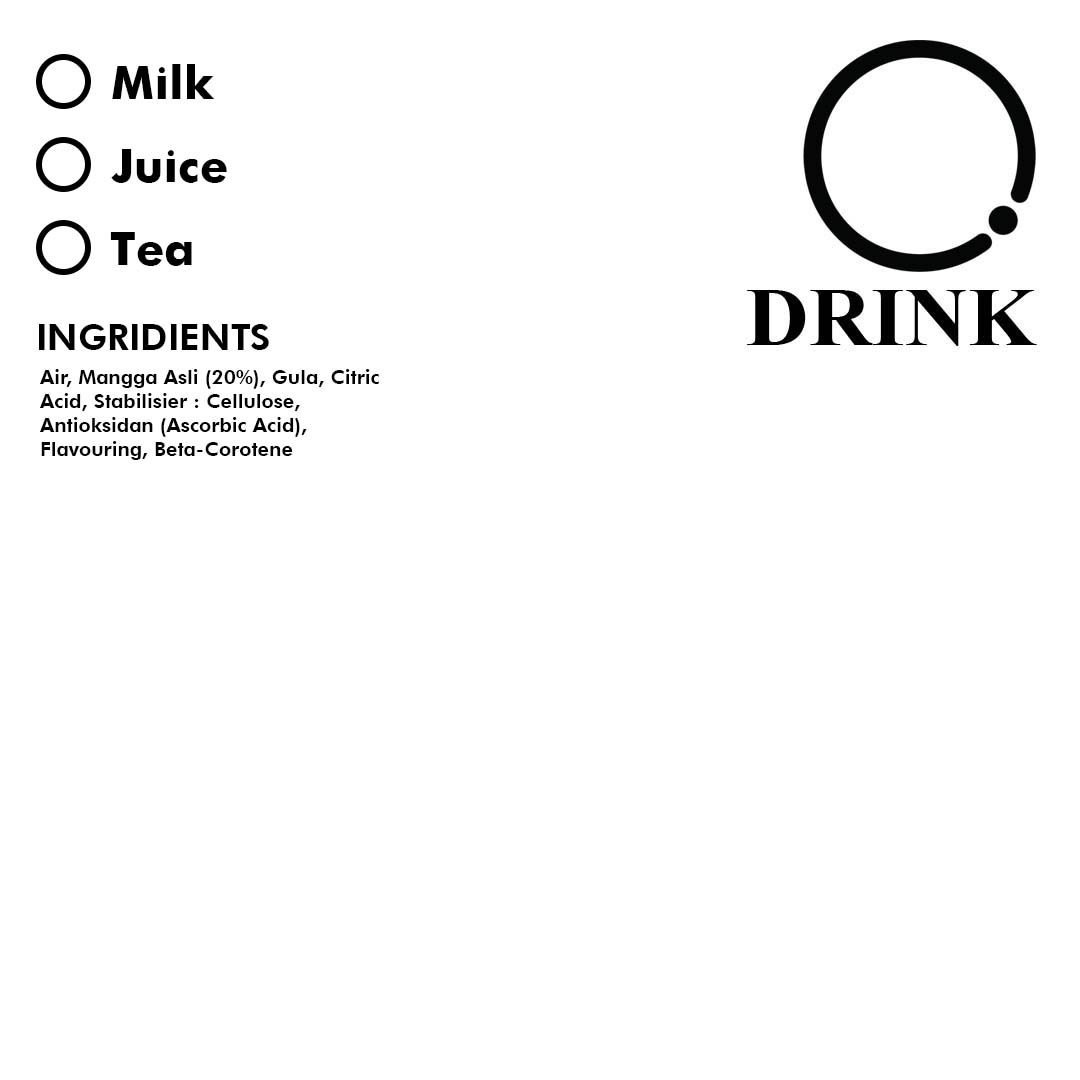 Milk
Juice
Tea
DRINK
INGRIDIENTS
Air, Mangga Asli (20%), Gula, Citric
Acid, Stabilisier : Cellulose,
Antioksidan (Ascorbic Acid),
Flavouring, Beta-Corotene